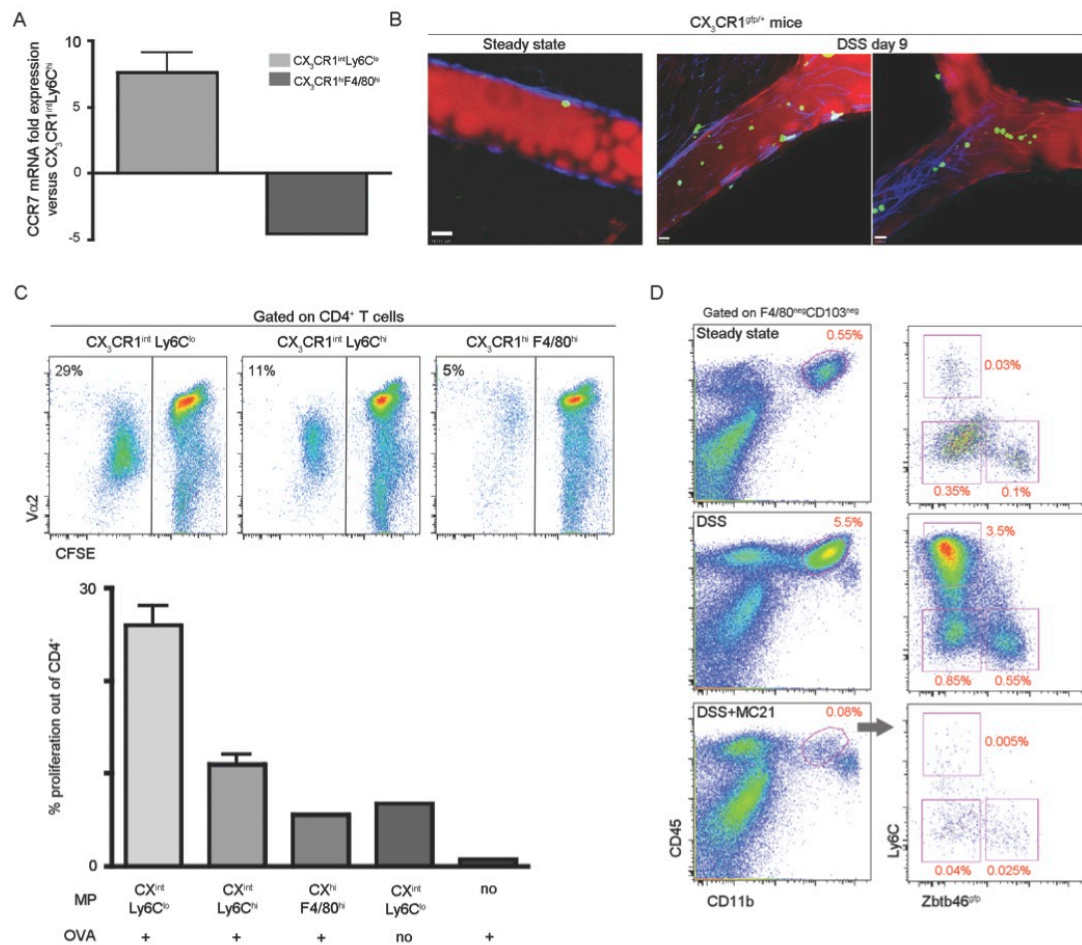 A
CCR7 mRNA fold expression
versus CX₃CR1ⁱⁿᵗLy6Cʰⁱ
10
5
0
-5
CX₃CR1ⁱⁿᵗLy6Cˡᵒ
CX₃CR1ʰⁱF4/80ʰⁱ
B
CX₃CR1ᵍᶠᵖ/⁺ mice
Steady state
DSS day 9
C
Gated on CD4⁺ T cells
CX₃CR1ⁱⁿᵗ Ly6Cˡᵒ
CX₃CR1ⁱⁿᵗ Ly6Cʰⁱ
CX₃CR1ʰⁱ F4/80ʰⁱ
29%
11%
5%
Vα2
CFSE
% proliferation out of CD4⁺
30
0
MP
CXⁱⁿᵗ
Ly6Cˡᵒ
CXⁱⁿᵗ
Ly6Cʰⁱ
CXʰⁱ
F4/80ʰⁱ
CXⁱⁿᵗ
Ly6Cˡᵒ
no
OVA
+
+
+
no
+
D
Gated on F4/80ⁿᵉᵍCD103ⁿᵉᵍ
Steady state
0.55%
0.03%
0.35%
0.1%
DSS
5.5%
3.5%
0.85%
0.55%
DSS+MC21
0.08%
0.005%
0.04%
0.025%
CD45
CD11b
Ly6C
Zbtb46ᵍᶠᵖ